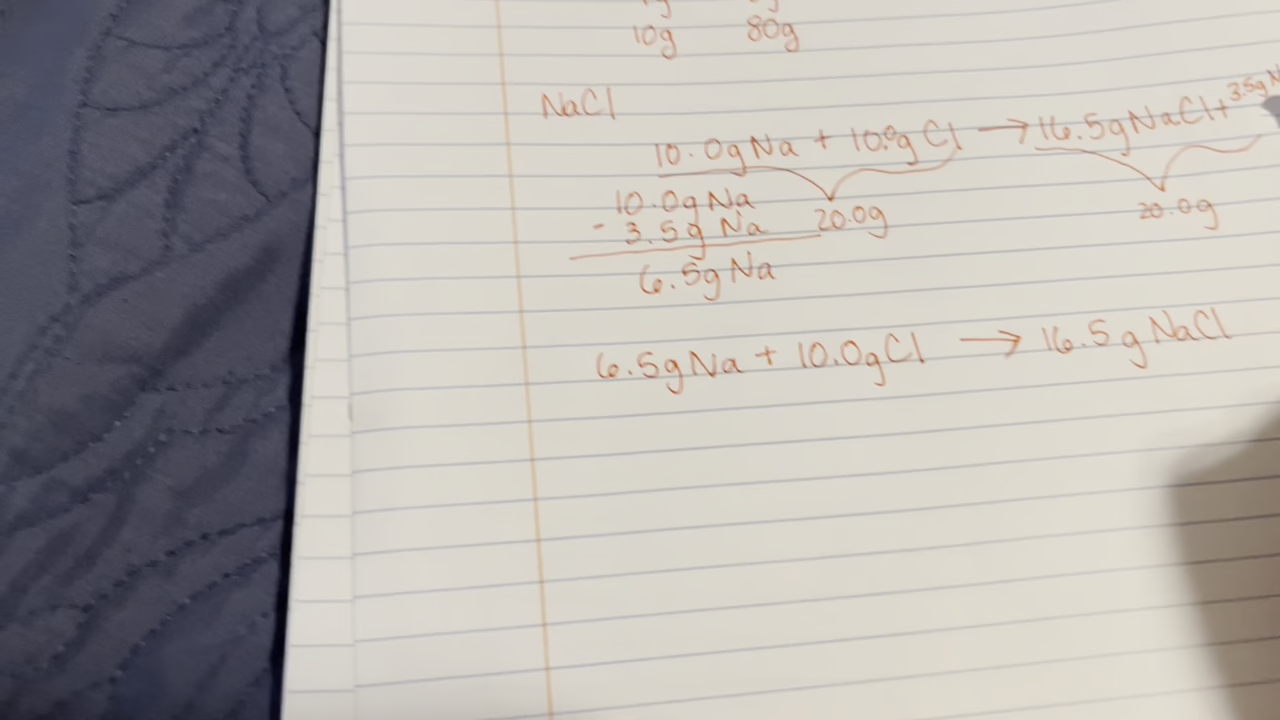 10g 80g
NaCl
10.0g Na + 10.0g Cl → 16.5g NaCl + 3.5g
10.0g Na
- 3.5g Na 20.0g 20.0g
6.5g Na
6.5g Na + 10.0g Cl → 16.5g NaCl